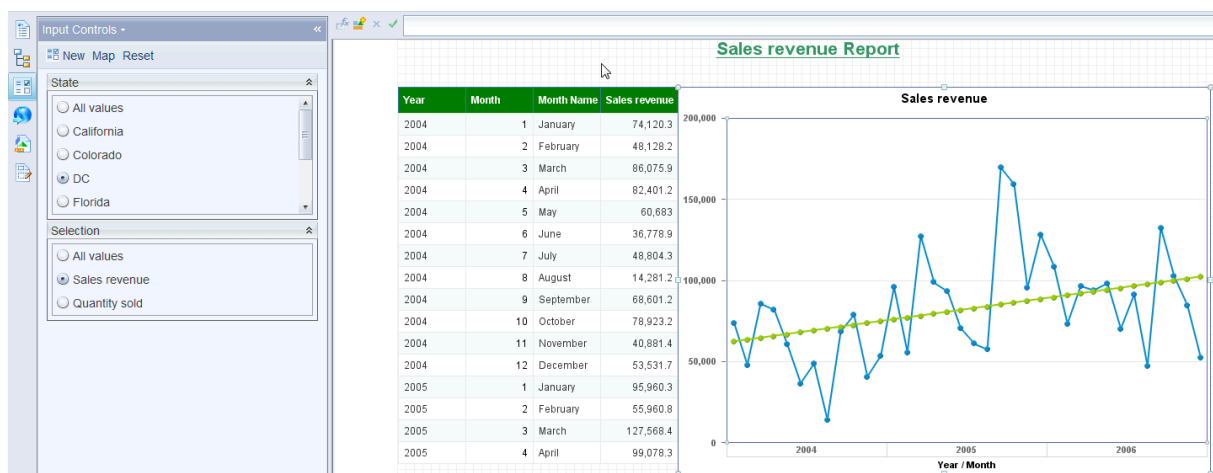 Input Controls
«
New Map Reset
State
All values
California
Colorado
DC
Florida
Selection
All values
Sales revenue
Quantity sold
Sales revenue Report
Year Month Month Name Sales revenue
2004 1 January 74,120.3
2004 2 February 48,128.2
2004 3 March 86,075.9
2004 4 April 82,401.2
2004 5 May 60,683
2004 6 June 36,778.9
2004 7 July 48,804.3
2004 8 August 14,281.2
2004 9 September 68,601.2
2004 10 October 78,923.2
2004 11 November 40,881.4
2004 12 December 53,531.7
2005 1 January 95,960.3
2005 2 February 55,960.8
2005 3 March 127,568.4
2005 4 April 99,078.3
Sales revenue
200,000
150,000
100,000
50,000
0
2004 2005 2006
Year / Month